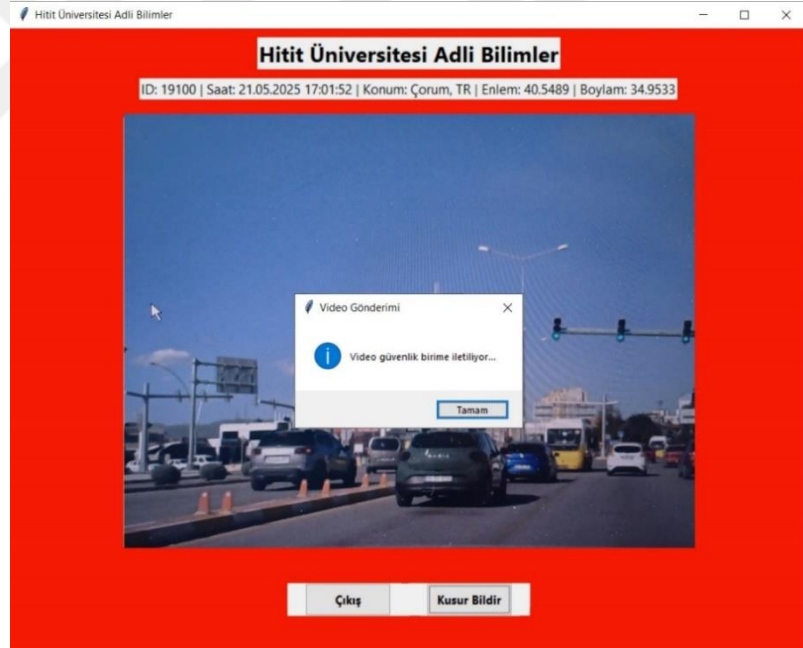 Hitit Üniversitesi Adli Bilimler
Hitit Üniversitesi Adli Bilimler
ID: 19100 | Saat: 21.05.2025 17:01:52 | Konum: Çorum, TR | Enlem: 40.5489 | Boylam: 34.9533
Video Gönderimi
Video güvenlik birime iletiliyor...
Tamam
Çıkış
Kusur Bildir